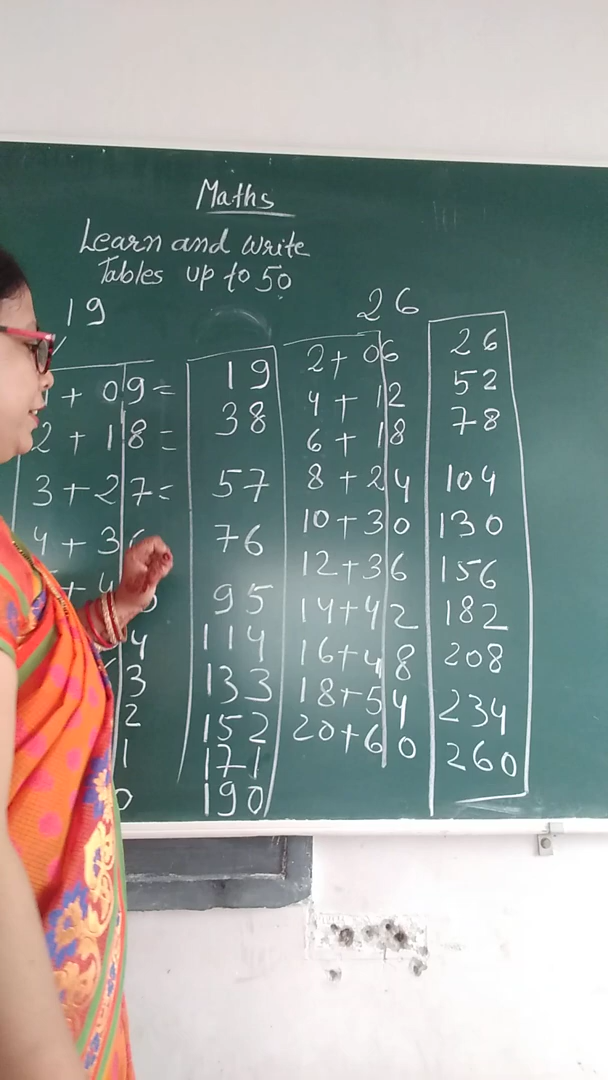 Maths
Learn and write
Tables up to 50
19 26
+ 09= 19 2+ 06 26
2 + 18 = 38 4 + 12 52
3+27= 57 6 + 18 78
4 + 3 76 8 + 24 104
95 10+30 130
4 114 12+36 156
3 133 14+42 182
2 152 16+48 208
1 171 18+54 234
0 190 20+60 260